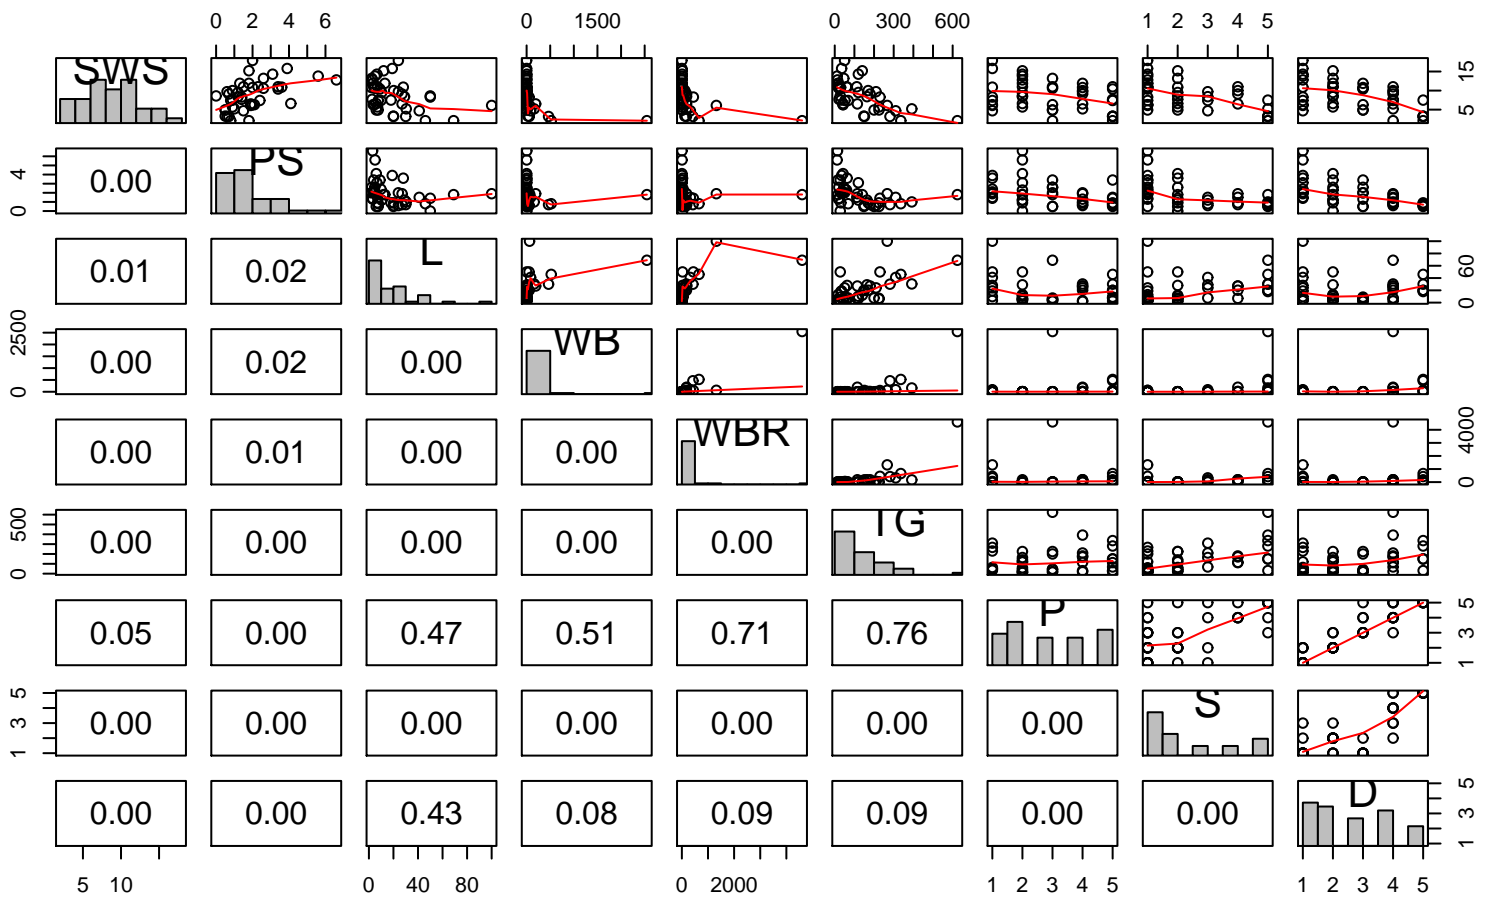 0 2 4 6 0 1500 0 300 600 1 2 3 4 5
SWS 5 15
0 4 0.00 PS
0.01 0.02 L 0 60
0 2500 0.00 0.02 0.00 WB
0.00 0.01 0.00 0.00 WBR 0 4000
0 500 0.00 0.00 0.00 0.00 0.00 TG
0.05 0.00 0.47 0.51 0.71 0.76 P 1 3 5
1 3 5 0.00 0.00 0.00 0.00 0.00 0.00 0.00 S
0.00 0.00 0.43 0.08 0.09 0.09 0.00 0.00 D 1 3 5
5 10 0 40 80 0 2000 1 2 3 4 5 1 2 3 4 5